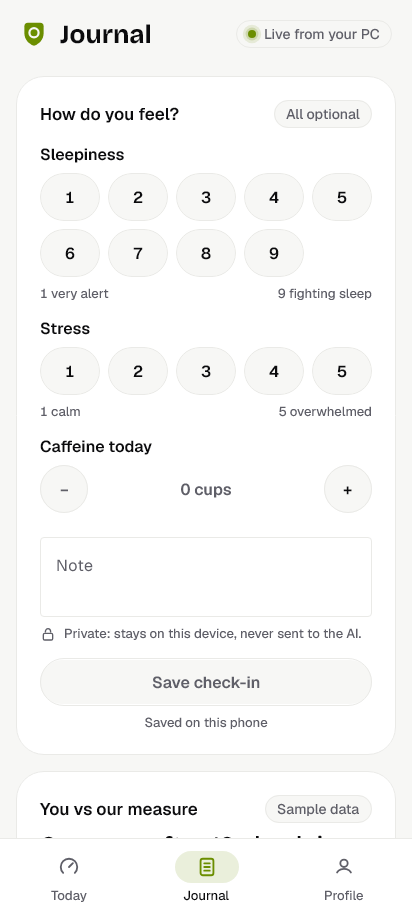 Journal
Live from your PC
How do you feel?
All optional
Sleepiness
1 2 3 4 5
6 7 8 9
1 very alert
9 fighting sleep
Stress
1 2 3 4 5
1 calm
5 overwhelmed
Caffeine today
− 0 cups +
Note
Private: stays on this device, never sent to the AI.
Save check-in
Saved on this phone
You vs our measure
Sample data
Today
Journal
Profile